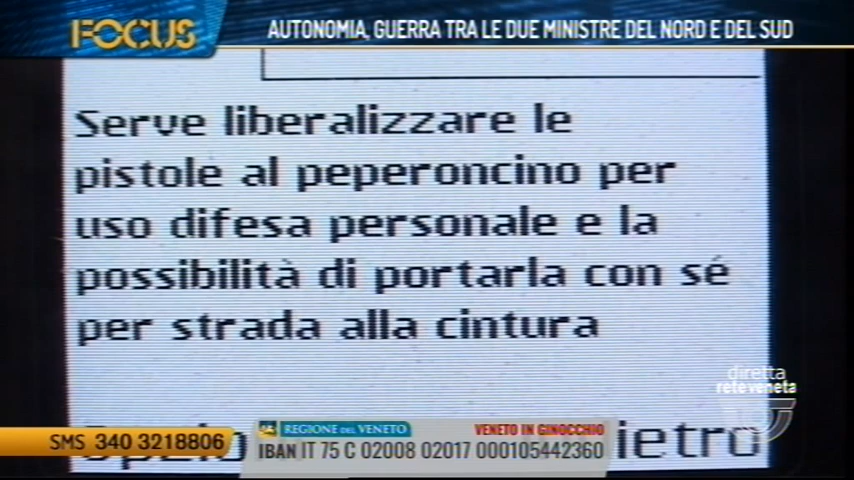 FOCUS
AUTONOMIA, GUERRA TRA LE DUE MINISTRE DEL NORD E DEL SUD
Serve liberalizzare le
pistole al peperoncino per
uso difesa personale e la
possibilità di portarla con sé
per strada alla cintura
diretta
reteveneta
SMS 340 3218806
REGIONE DEL VENETO
VENETO IN GINOCCHIO
IBAN IT 75 C 02008 02017 000105442360